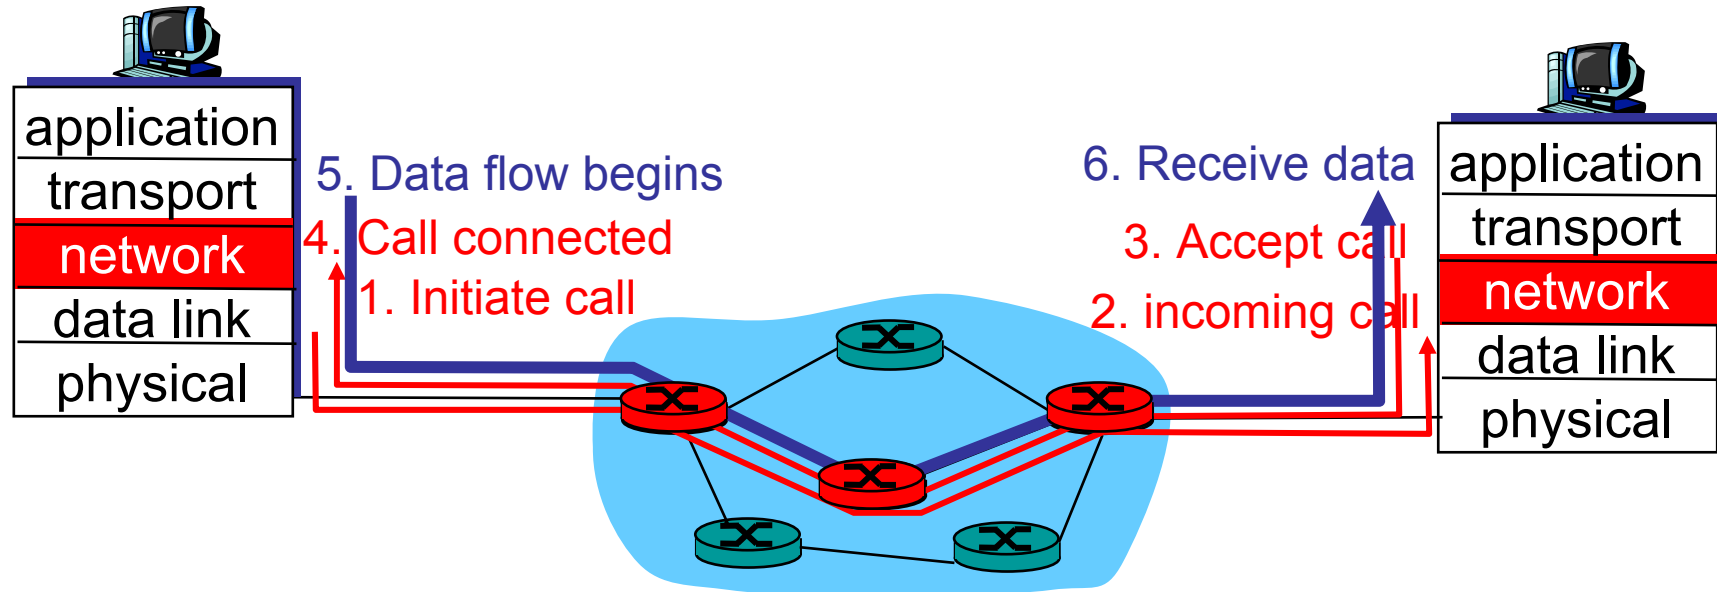 application
transport
network
data link
physical
5. Data flow begins
4. Call connected
1. Initiate call
6. Receive data
3. Accept call
2. incoming call
application
transport
network
data link
physical